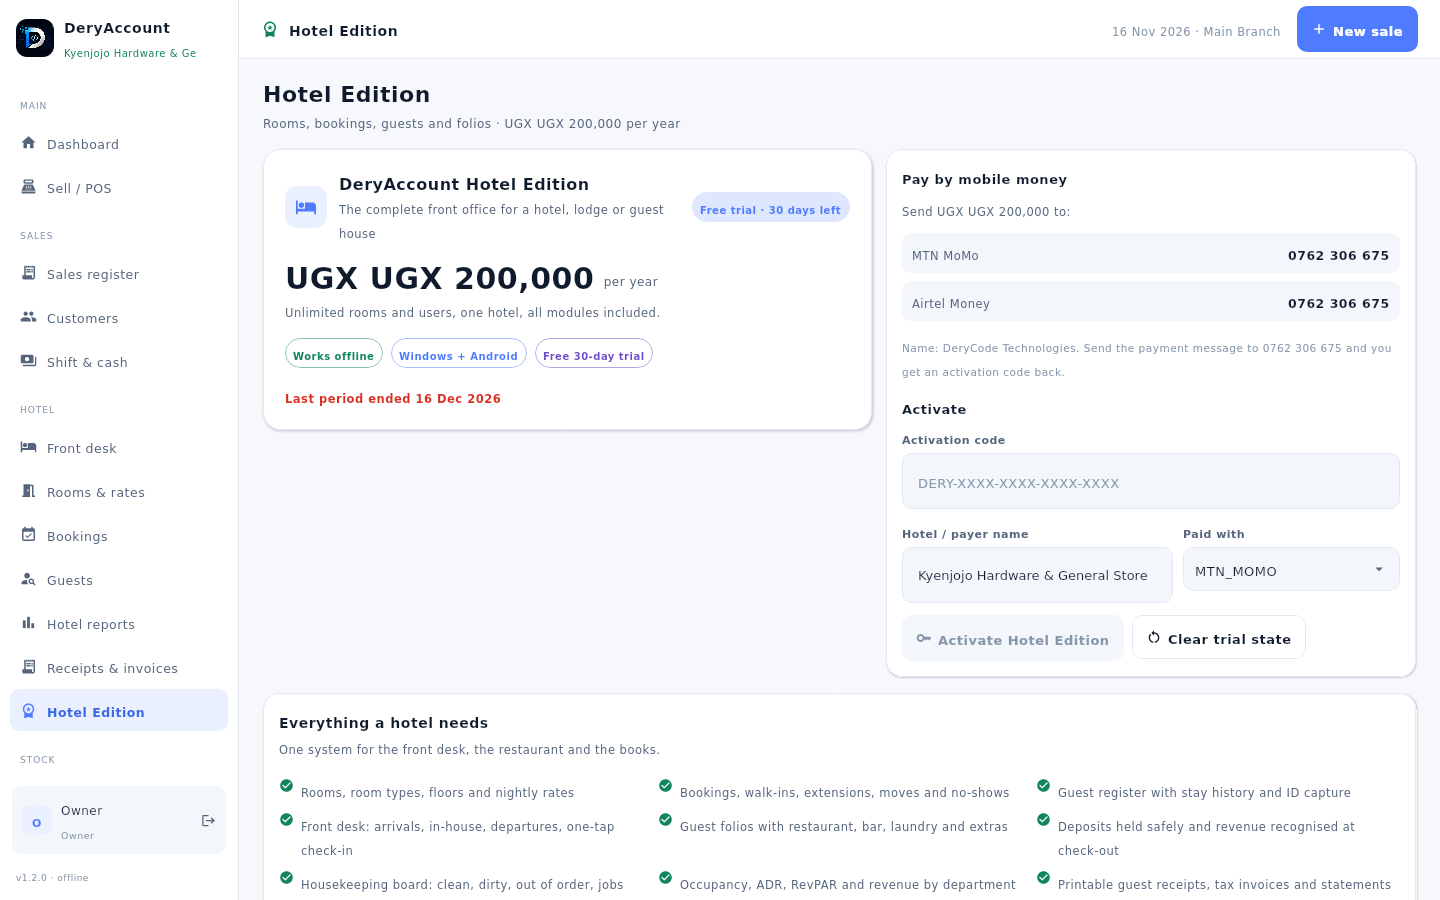 DeryAccount
Kyenjojo Hardware & Ge
MAIN
Dashboard
Sell / POS
SALES
Sales register
Customers
Shift & cash
HOTEL
Front desk
Rooms & rates
Bookings
Guests
Hotel reports
Receipts & invoices
Hotel Edition
STOCK
O
Owner
Owner
v1.2.0 · offline
Hotel Edition
16 Nov 2026 · Main Branch
New sale
Hotel Edition
Rooms, bookings, guests and folios · UGX UGX 200,000 per year
DeryAccount Hotel Edition
The complete front office for a hotel, lodge or guest
house
Free trial · 30 days left
UGX UGX 200,000 per year
Unlimited rooms and users, one hotel, all modules included.
Works offline
Windows + Android
Free 30-day trial
Last period ended 16 Dec 2026
Pay by mobile money
Send UGX UGX 200,000 to:
MTN MoMo 0762 306 675
Airtel Money 0762 306 675
Name: DeryCode Technologies. Send the payment message to 0762 306 675 and you
get an activation code back.
Activate
Activation code
DERY-XXXX-XXXX-XXXX-XXXX
Hotel / payer name
Kyenjojo Hardware & General Store
Paid with
MTN_MOMO
Activate Hotel Edition
Clear trial state
Everything a hotel needs
One system for the front desk, the restaurant and the books.
Rooms, room types, floors and nightly rates
Bookings, walk-ins, extensions, moves and no-shows
Guest register with stay history and ID capture
Front desk: arrivals, in-house, departures, one-tap
check-in
Guest folios with restaurant, bar, laundry and extras
Deposits held safely and revenue recognised at
check-out
Housekeeping board: clean, dirty, out of order, jobs
Occupancy, ADR, RevPAR and revenue by department
Printable guest receipts, tax invoices and statements